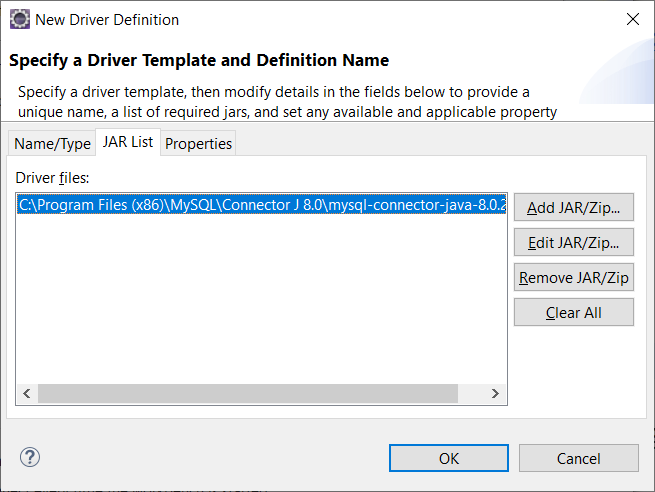 New Driver Definition
Specify a Driver Template and Definition Name
Specify a driver template, then modify details in the fields below to provide a
unique name, a list of required jars, and set any available and applicable property
Name/Type JAR List Properties
Driver files:
C:\Program Files (x86)\MySQL\Connector J 8.0\mysql-connector-java-8.0.2
Add JAR/Zip...
Edit JAR/Zip...
Remove JAR/Zip
Clear All
?
OK Cancel